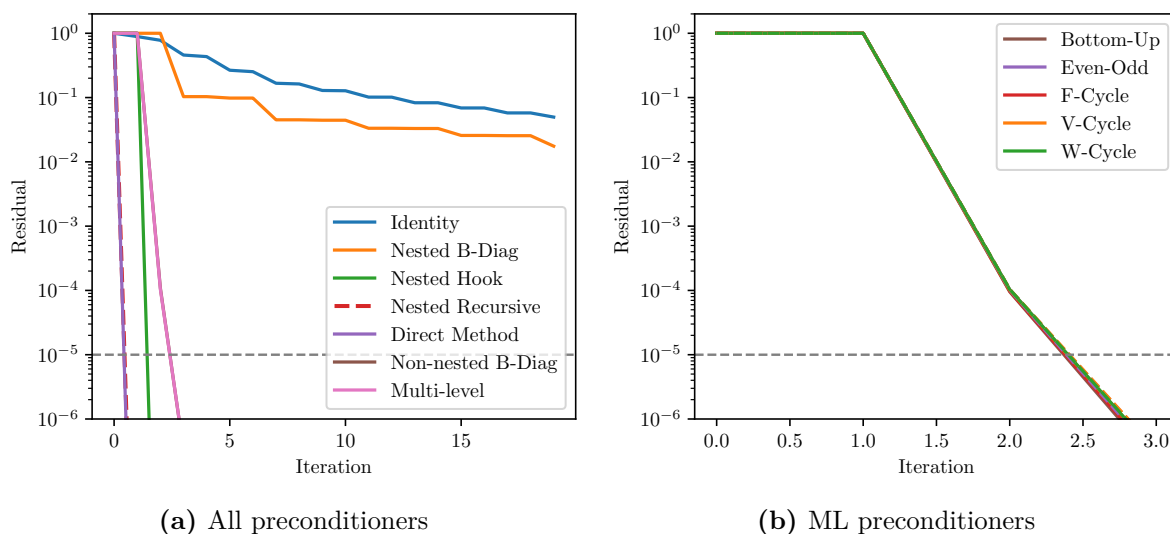 10^0
10^-1
10^-2
10^-3
10^-4
10^-5
10^-6
Residual
0
5
10
15
Iteration
Identity
Nested B-Diag
Nested Hook
Nested Recursive
Direct Method
Non-nested B-Diag
Multi-level
(a) All preconditioners
10^0
10^-1
10^-2
10^-3
10^-4
10^-5
10^-6
Residual
0.0
0.5
1.0
1.5
2.0
2.5
3.0
Iteration
Bottom-Up
Even-Odd
F-Cycle
V-Cycle
W-Cycle
(b) ML preconditioners